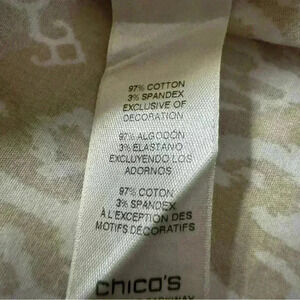 97% COTTON
3% SPANDEX
EXCLUSIVE OF
DECORATION
97% ALGODÓN
3% ELASTANO
EXCLUYENDO LOS
ADORNOS
97% COTON
3% SPANDEX
À L'EXCEPTION DES
MOTIFS DÉCORATIFS
chico's